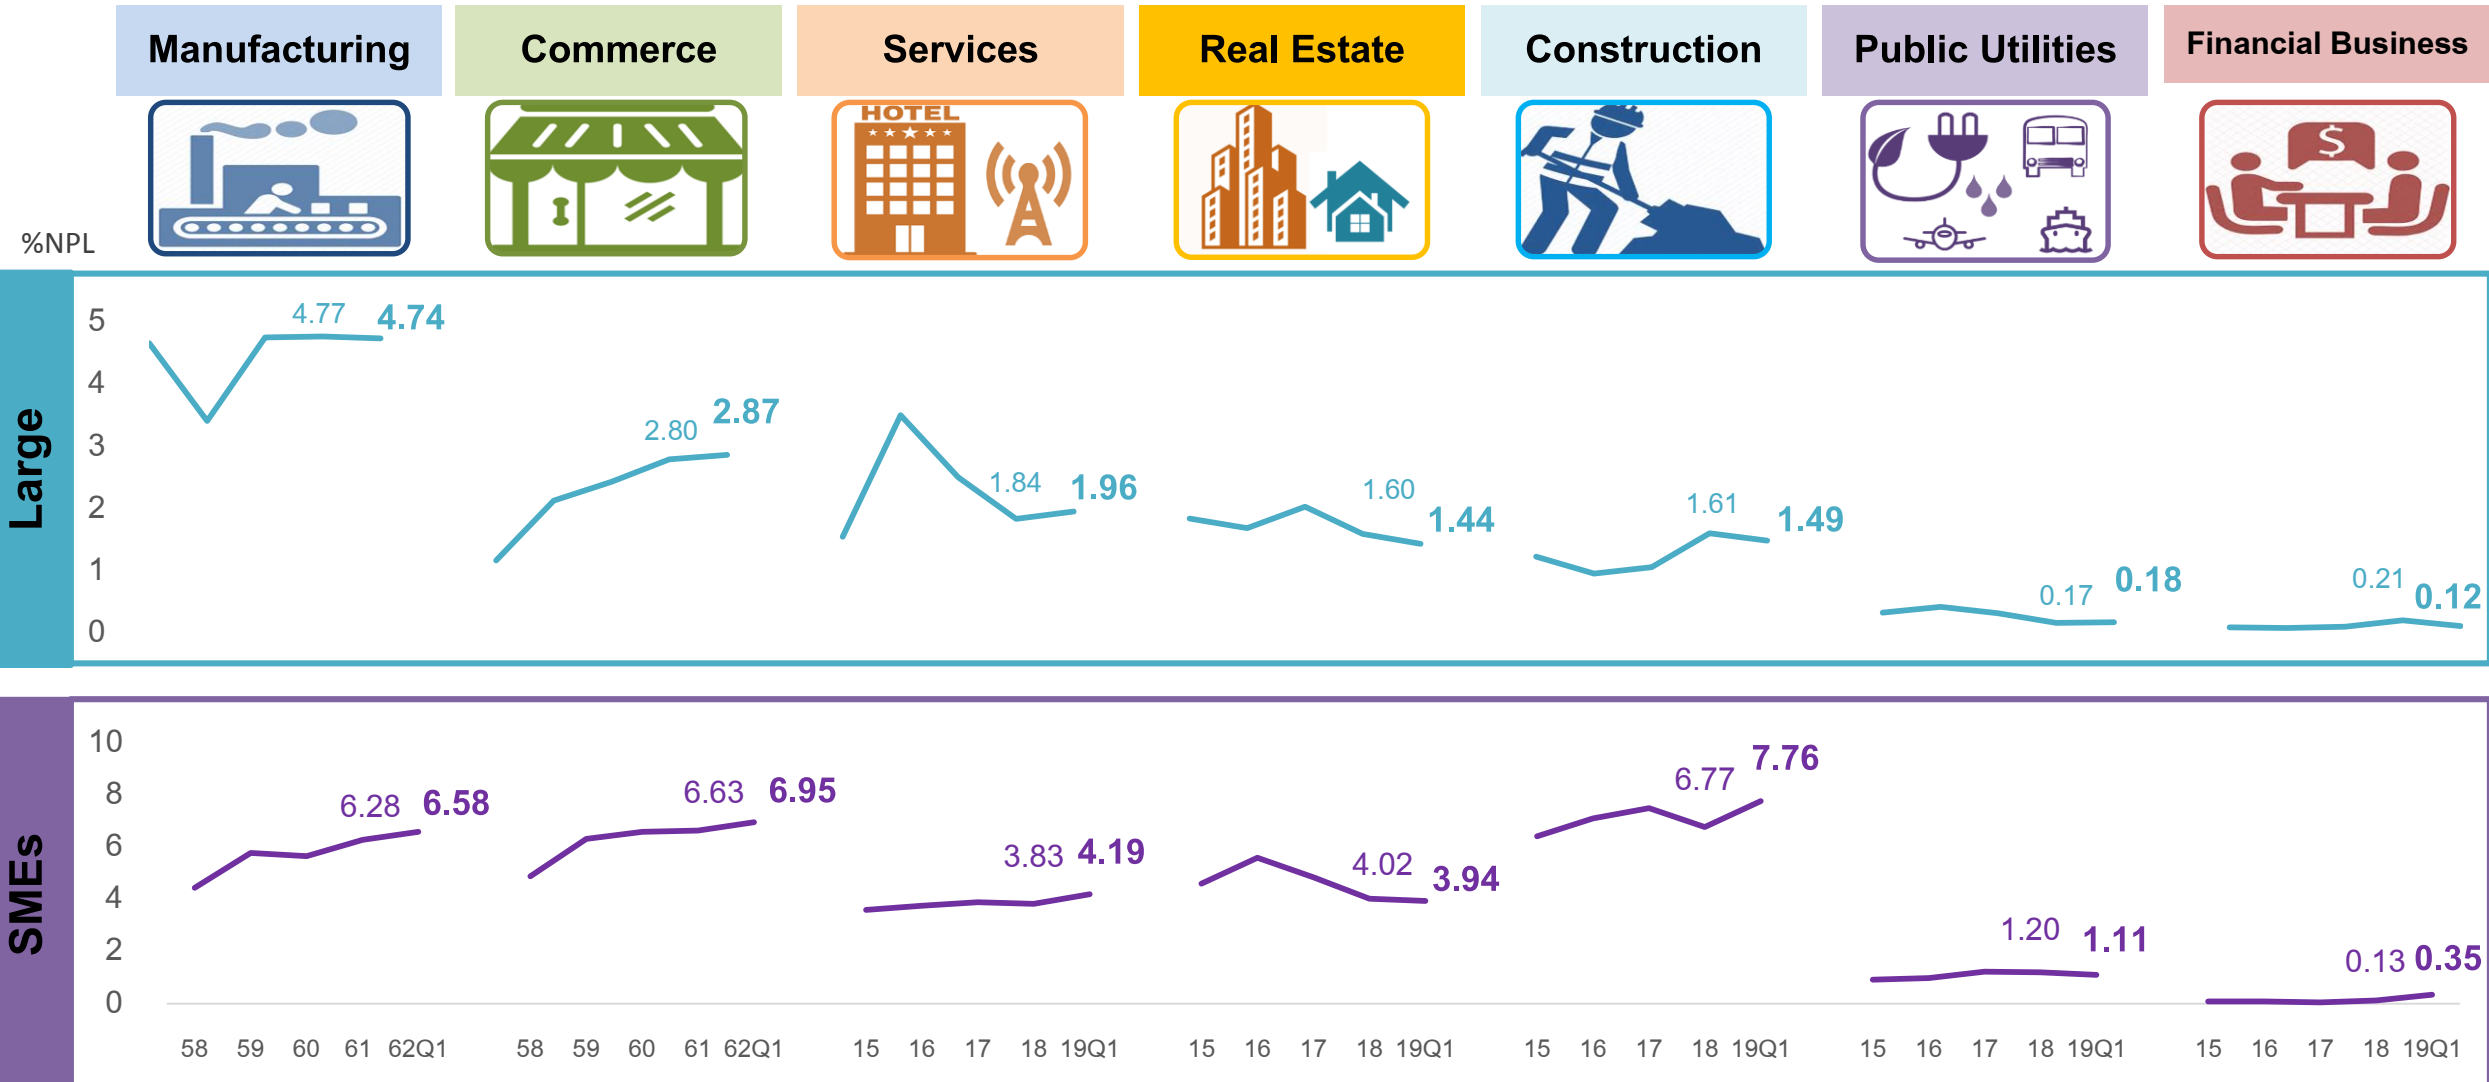 Manufacturing
Commerce
Services
Real Estate
Construction
Public Utilities
Financial Business
HOTEL
$
%NPL
Large
5
4
3
2
1
0
4.77 4.74
2.80 2.87
1.84 1.96
1.60 1.44
1.61 1.49
0.17 0.18
0.21 0.12
SMEs
10
8
6
4
2
0
6.28 6.58
6.63 6.95
3.83 4.19
4.02 3.94
6.77 7.76
1.20 1.11
0.13 0.35
58 59 60 61 62Q1
58 59 60 61 62Q1
15 16 17 18 19Q1
15 16 17 18 19Q1
15 16 17 18 19Q1
15 16 17 18 19Q1
15 16 17 18 19Q1